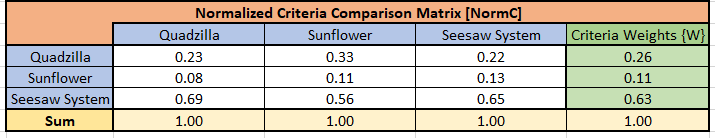 Normalized Criteria Comparison Matrix [NormC]
Quadzilla Sunflower Seesaw System Criteria Weights {W}
Quadzilla 0.23 0.33 0.22 0.26
Sunflower 0.08 0.11 0.13 0.11
Seesaw System 0.69 0.56 0.65 0.63
Sum 1.00 1.00 1.00 1.00